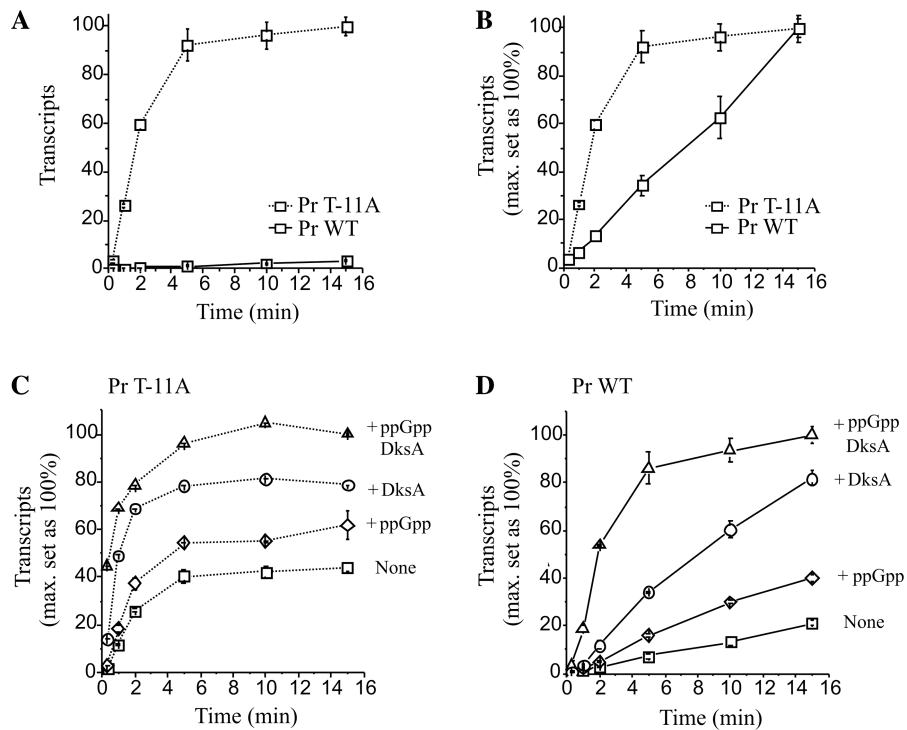 A
Transcripts
100
80
60
40
20
0
Pr T-11A
Pr WT
0 2 4 6 8 10 12 14 16
Time (min)
B
Transcripts
(max. set as 100%)
100
80
60
40
20
0
Pr T-11A
Pr WT
0 2 4 6 8 10 12 14 16
Time (min)
C
Pr T-11A
Transcripts
(max. set as 100%)
100
80
60
40
20
0
+ ppGpp
DksA
+ DksA
+ ppGpp
None
0 2 4 6 8 10 12 14 16
Time (min)
D
Pr WT
Transcripts
(max. set as 100%)
100
80
60
40
20
0
+ ppGpp
DksA
+ DksA
+ ppGpp
None
0 2 4 6 8 10 12 14 16
Time (min)